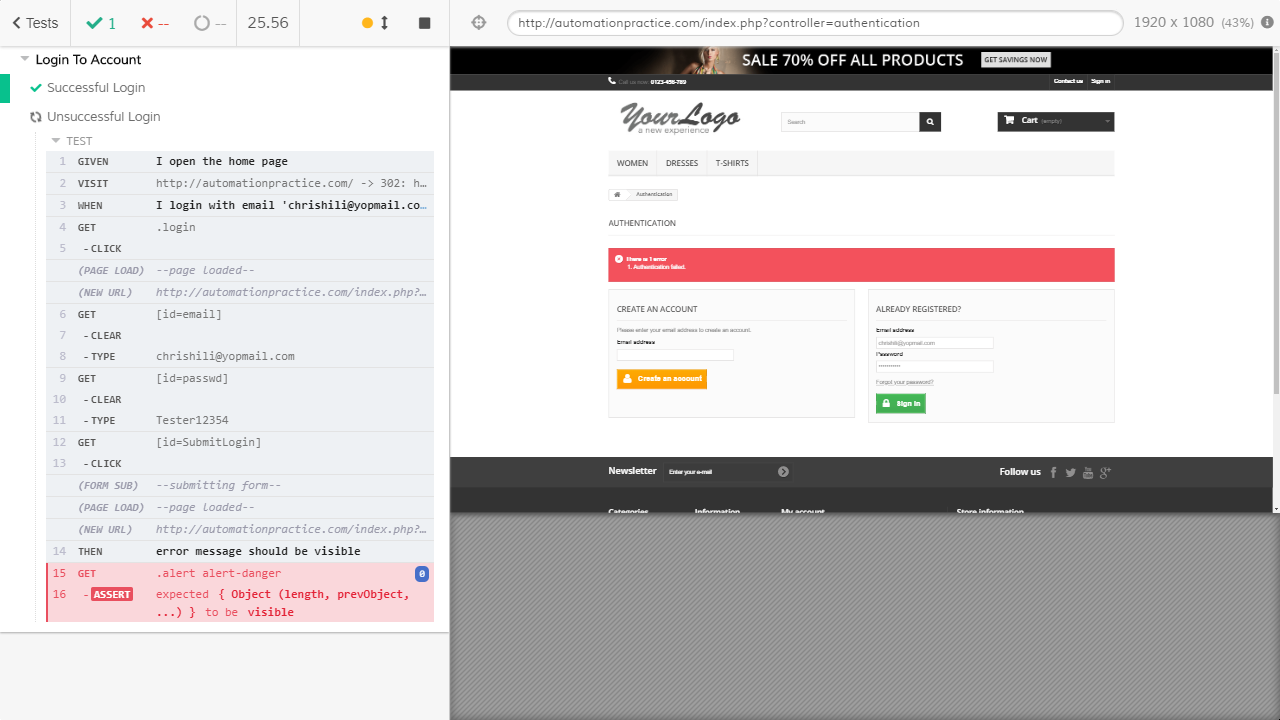 Tests
1
--
--
25.56
http://automationpractice.com/index.php?controller=authentication
1920 x 1080 (43%)
Login To Account
Successful Login
Unsuccessful Login
TEST
1 GIVEN I open the home page
2 VISIT http://automationpractice.com/ -> 302: h…
3 WHEN I login with email 'chrishili@yopmail.co…
4 GET .login
5 -CLICK
(PAGE LOAD) --page loaded--
(NEW URL) http://automationpractice.com/index.php?…
6 GET [id=email]
7 -CLEAR
8 -TYPE chrishili@yopmail.com
9 GET [id=passwd]
10 -CLEAR
11 -TYPE Tester12354
12 GET [id=SubmitLogin]
13 -CLICK
(FORM SUB) --submitting form--
(PAGE LOAD) --page loaded--
(NEW URL) http://automationpractice.com/index.php?…
14 THEN error message should be visible
15 GET .alert alert-danger 0
16 -ASSERT expected { Object (length, prevObject,
...) } to be visible
SALE 70% OFF ALL PRODUCTS GET SAVINGS NOW
Call us now: 0123-456-789 Contact us Sign in
YourLogo
a new experience
Search
Cart (empty)
WOMEN DRESSES T-SHIRTS
Authentication
AUTHENTICATION
There is 1 error
1. Authentication failed.
CREATE AN ACCOUNT
Please enter your email address to create an account.
Email address
Create an account
ALREADY REGISTERED?
Email address
chrishili@yopmail.com
Password
Forgot your password?
Sign in
Newsletter Enter your e-mail Follow us
Categories Information My account Store information